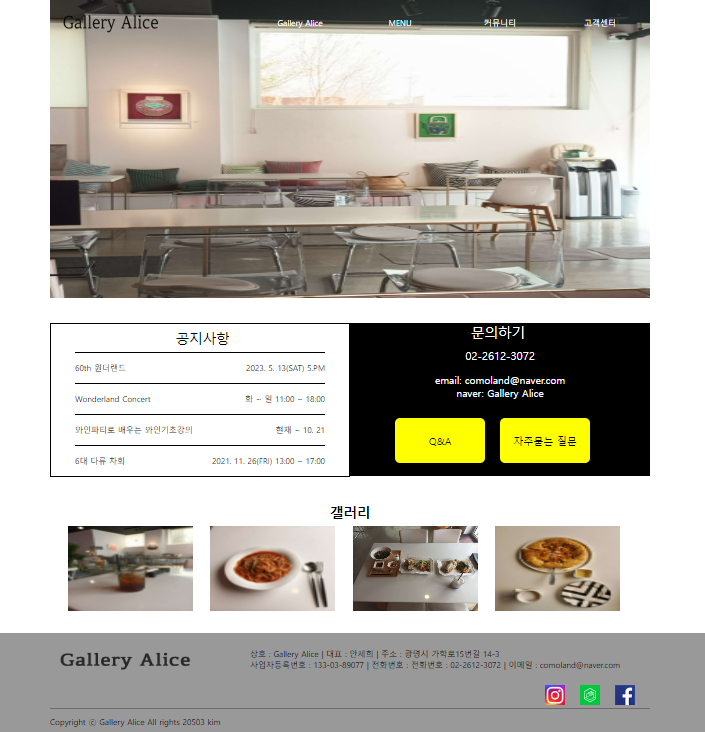 Gallery Alice
Gallery Alice MENU 커뮤니티 고객센터
공지사항
60th 원너랜드 2023. 5. 13(SAT) 5.PM
Wonderland Concert 화 ~ 일 11:00 ~ 18:00
와인파티로 배우는 와인기초강의 현재 ~ 10. 21
6대 다류 차회 2021. 11. 26(FRI) 13:00 ~ 17:00
문의하기
02-2612-3072
email: comoland@naver.com
naver: Gallery Alice
Q&A 자주묻는 질문
갤러리
Gallery Alice
상호 : Gallery Alice | 대표 : 안세희 | 주소 : 광명시 가학로15번길 14-3
사업자등록번호 : 133-03-89077 | 전화번호 : 전화번호 : 02-2612-3072 | 이메일 : comoland@naver.com
Copyright ⓒ Gallery Alice All rights 20503 kim